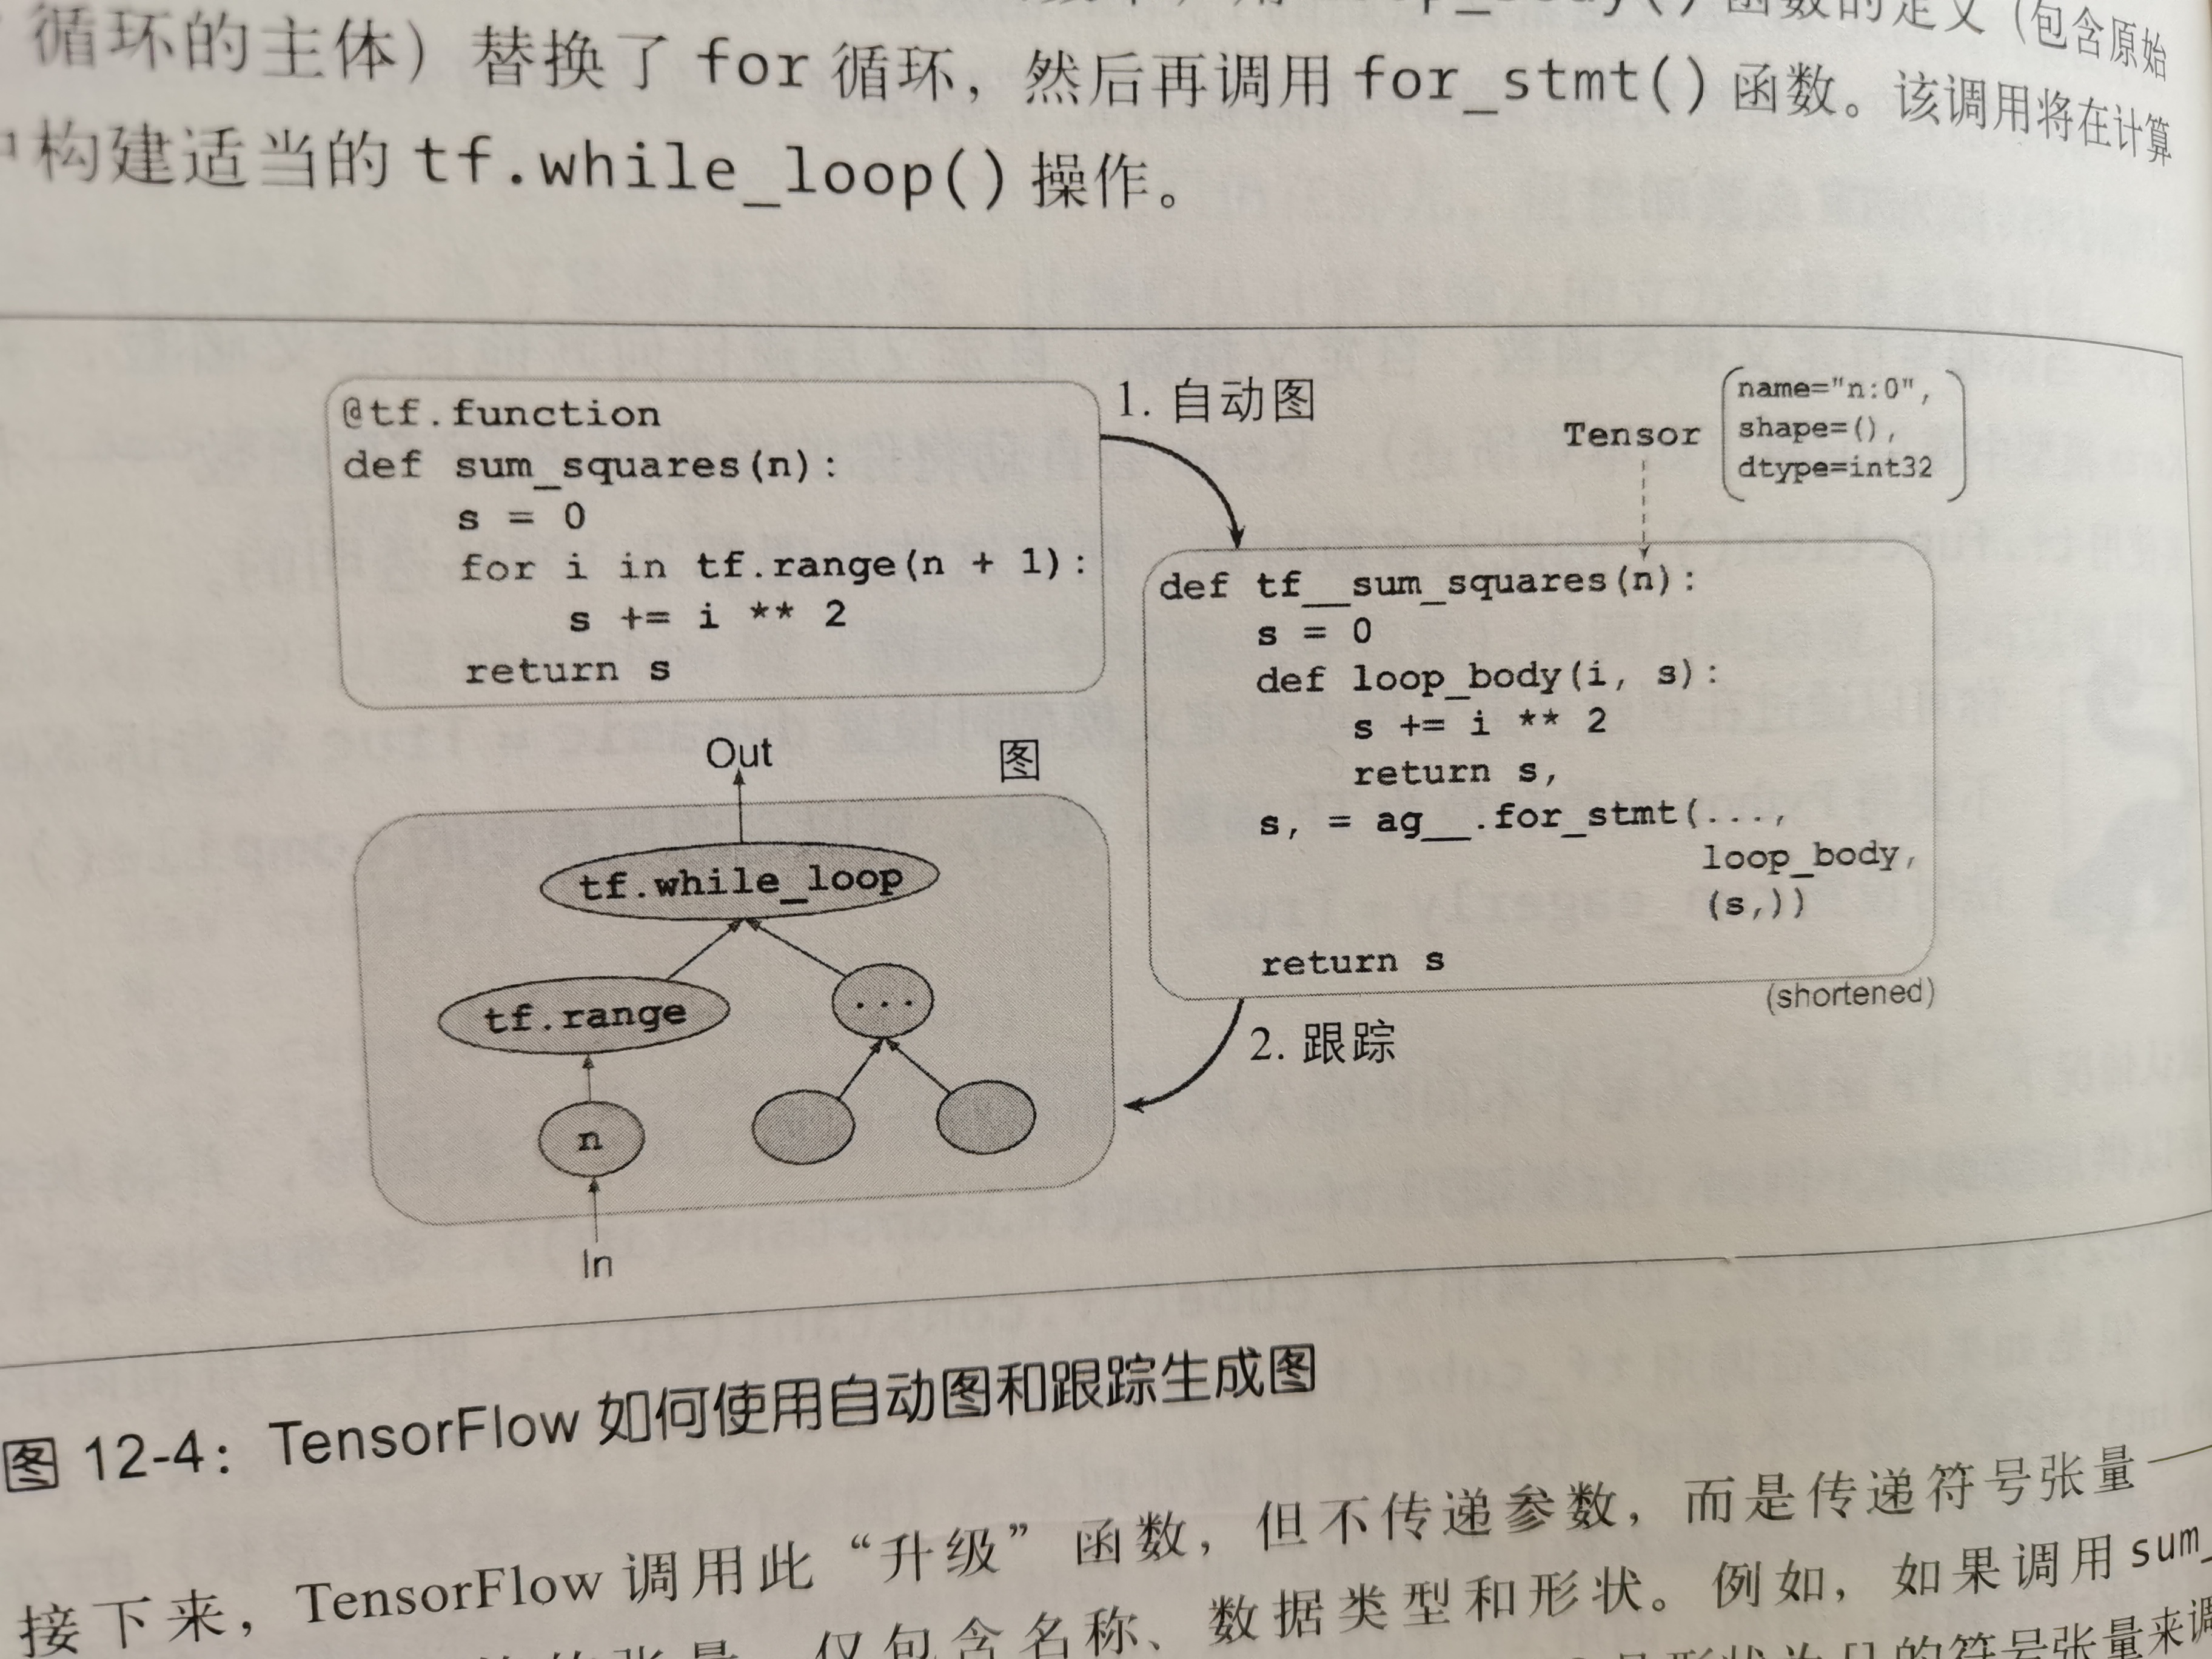 函数的定义（包含原始
循环的主体）替换了 for 循环，然后再调用 for_stmt() 函数。该调用将在计算
构建适当的 tf.while_loop() 操作。
@tf.function
def sum_squares(n):
    s = 0
    for i in tf.range(n + 1):
        s += i ** 2
    return s
1. 自动图
Tensor
name="n:0",
shape=(),
dtype=int32
def tf__sum_squares(n):
    s = 0
    def loop_body(i, s):
        s += i ** 2
        return s,
    s, = ag__.for_stmt(...,
                       loop_body,
                       (s,))
    return s
(shortened)
2. 跟踪
Out
图
tf.while_loop
tf.range
...
n
In
图 12-4：TensorFlow 如何使用自动图和跟踪生成图
接下来，TensorFlow 调用此“升级”函数，但不传递参数，而是传递符号张量—
张量，仅包含名称、数据类型和形状。例如，如果调用 sum_
形状为[]的符号张量来调